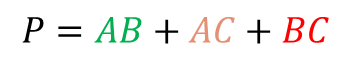 P = AB + AC + BC